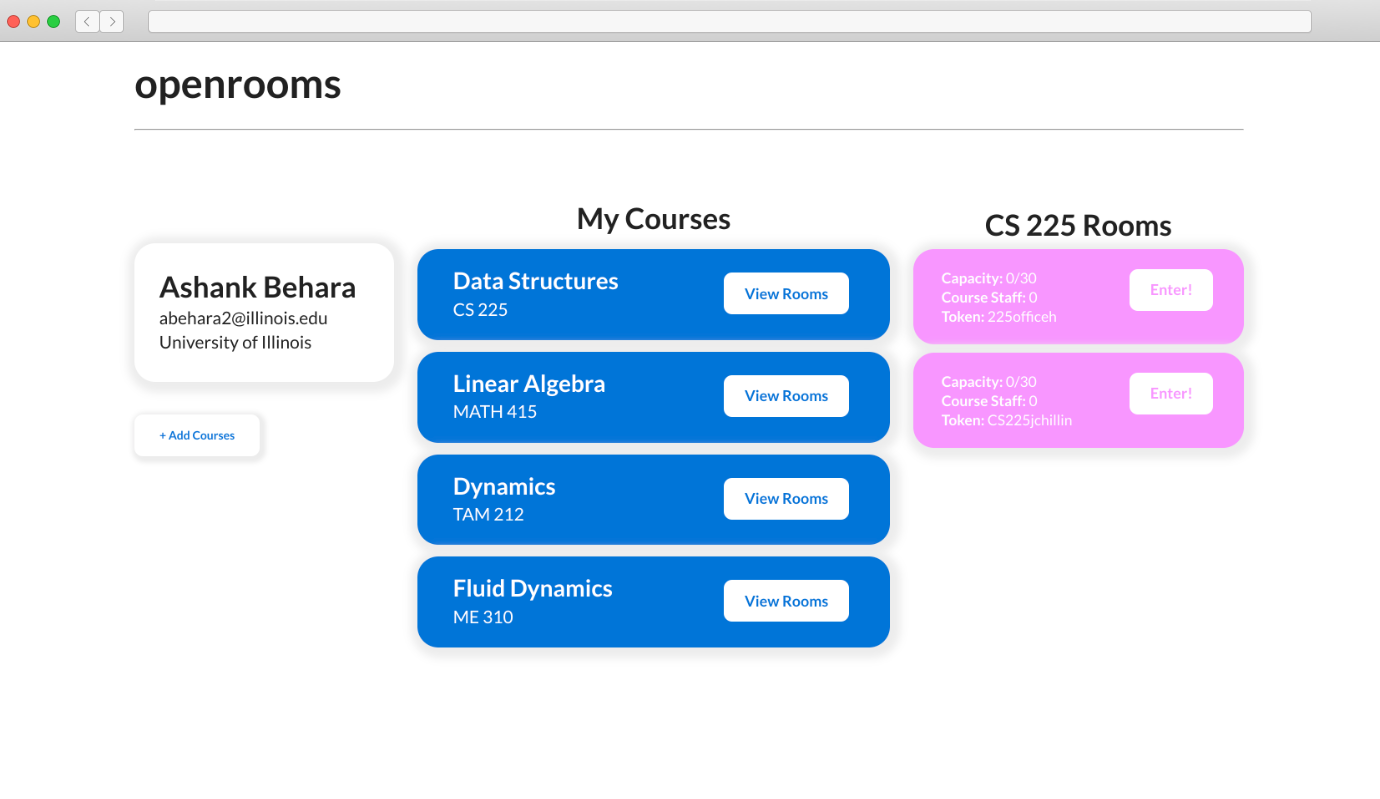 openrooms
Ashank Behara
abehara2@illinois.edu
University of Illinois
+ Add Courses
My Courses
Data Structures
CS 225
View Rooms
Linear Algebra
MATH 415
View Rooms
Dynamics
TAM 212
View Rooms
Fluid Dynamics
ME 310
View Rooms
CS 225 Rooms
Capacity: 0/30
Course Staff: 0
Token: 225officeh
Enter!
Capacity: 0/30
Course Staff: 0
Token: CS225jchillin
Enter!